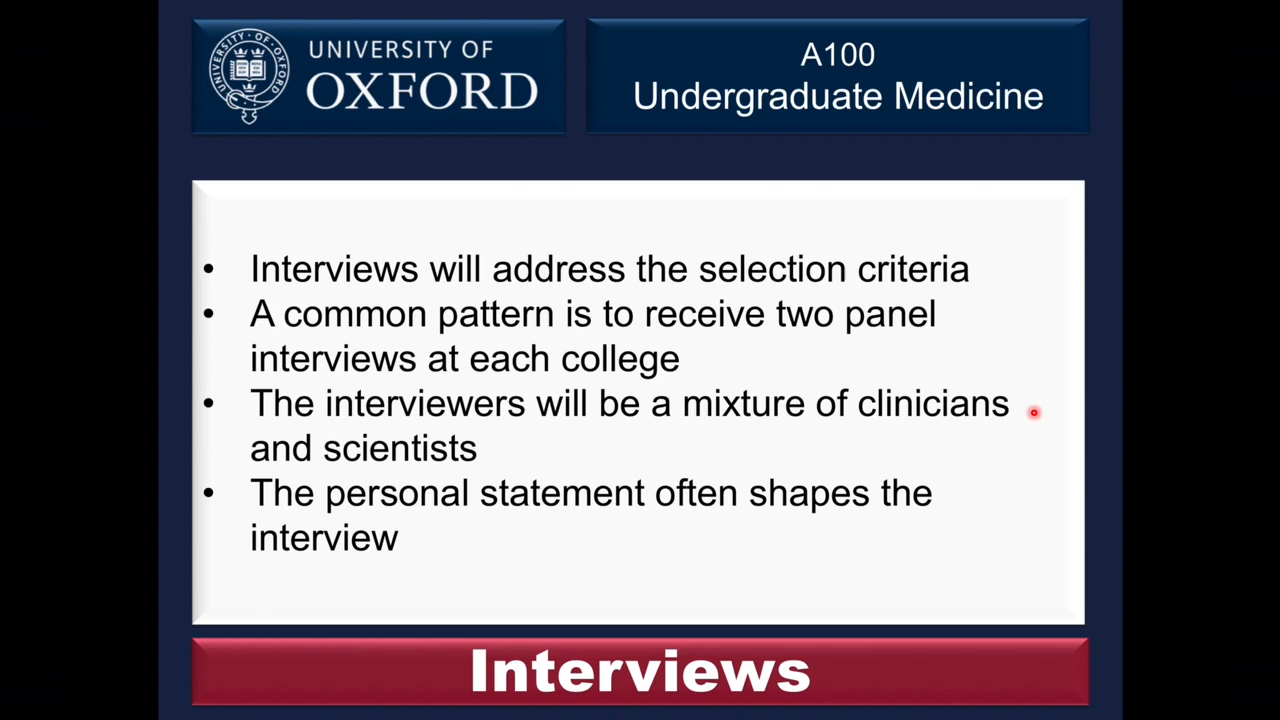 UNIVERSITY OF
OXFORD
A100
Undergraduate Medicine
• Interviews will address the selection criteria
• A common pattern is to receive two panel
interviews at each college
• The interviewers will be a mixture of clinicians
and scientists
• The personal statement often shapes the
interview
Interviews